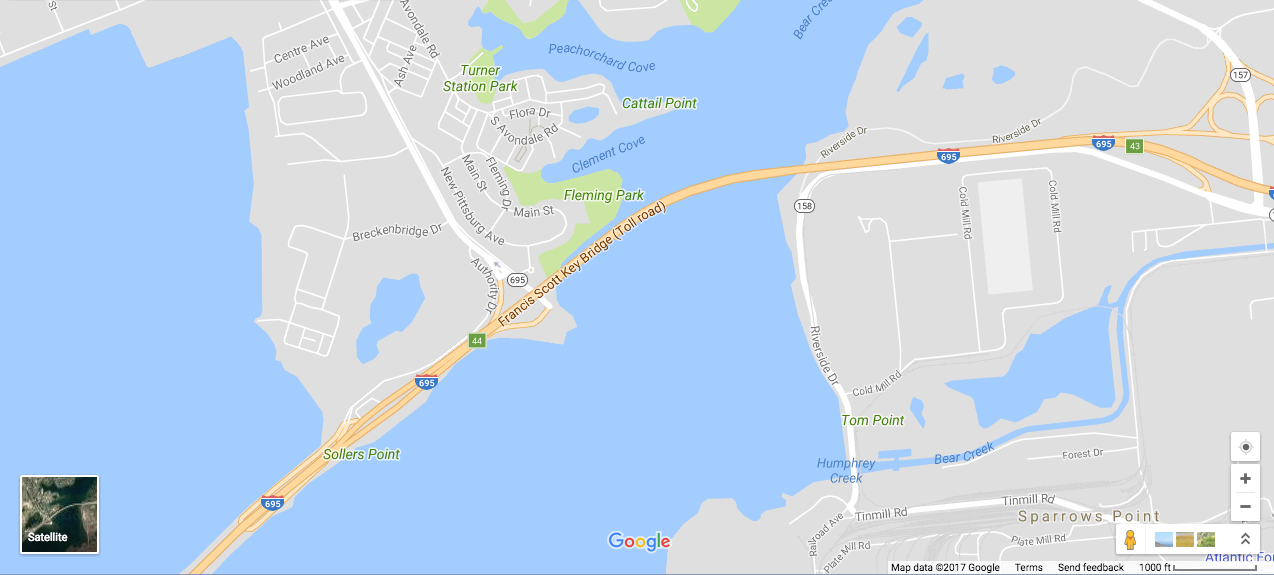 St
Avondale Rd
Bear Creek
Centre Ave
Peachorchard Cove
Ash Ave
Woodland Ave
Turner
Station Park
157
Cattail Point
Flora Dr
S Avondale Rd
Riverside Dr
Riverside Dr
695
43
695
Clement Cove
Main St
Fleming Dr
New Pittsburg Ave
Fleming Park
Main St
158
Cold Mill Rd
Cold Mill Rd
Breckenbridge Dr
Francis Scott Key Bridge (Toll road)
Authority Dr
695
44
Riverside Dr
695
Cold Mill Rd
Tom Point
Sollers Point
Bear Creek
Forest Dr
Humphrey
Creek
695
Tinmill Rd
Tinmill Rd
Railroad Ave
Sparrows Point
Plate Mill Rd
Plate Mill Rd
Satellite
Google
Atlantic Fo
Map data ©2017 Google
Terms
Send feedback
1000 ft